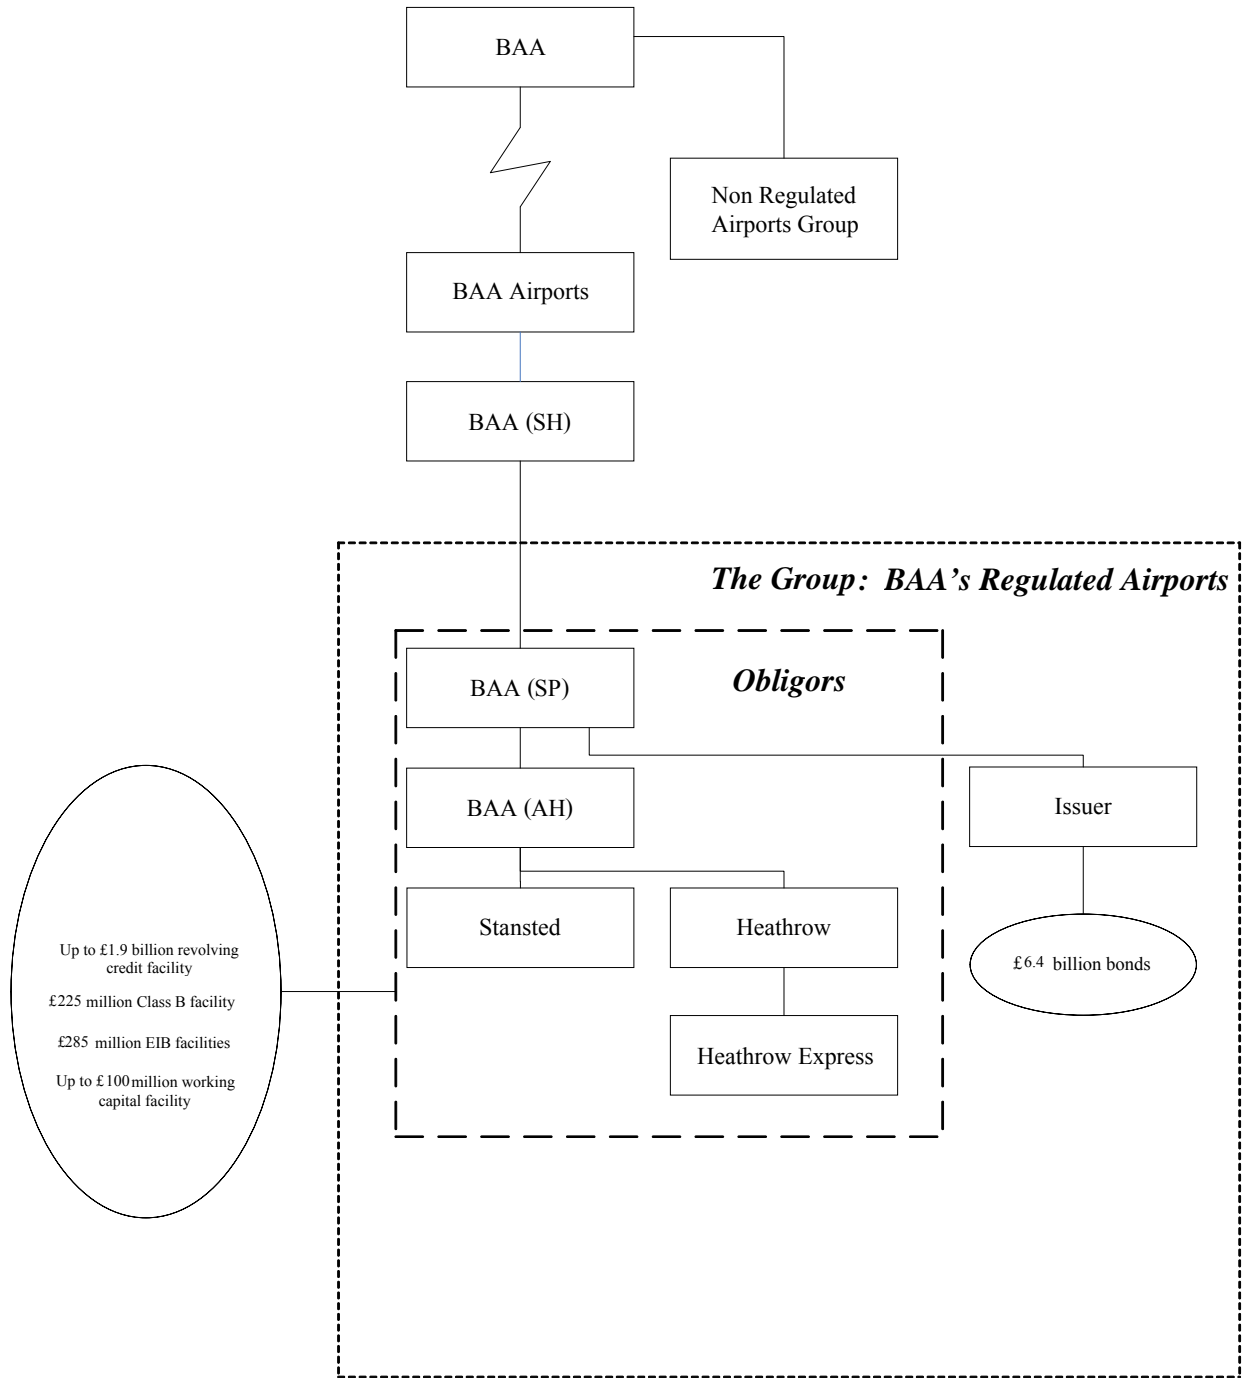 BAA
Non Regulated
Airports Group
BAA Airports
BAA (SH)
The Group: BAA's Regulated Airports
BAA (SP)
Obligors
BAA (AH)
Issuer
Stansted
Heathrow
£6.4 billion bonds
Heathrow Express
Up to £1.9 billion revolving
credit facility
£225 million Class B facility
£285 million EIB facilities
Up to £100 million working
capital facility